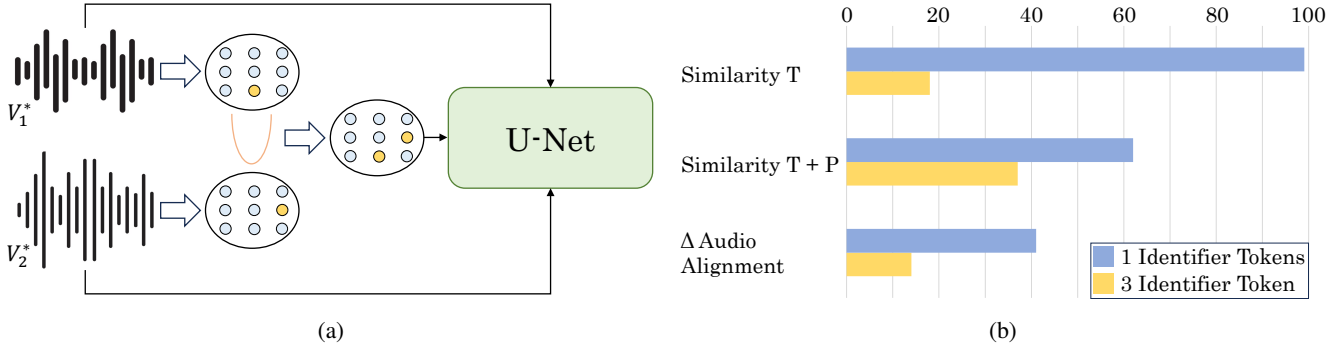 V₁*
V₂*
U-Net
(a)
0 20 40 60 80 100
Similarity T
Similarity T + P
Δ Audio
Alignment
1 Identifier Tokens
3 Identifier Token
(b)